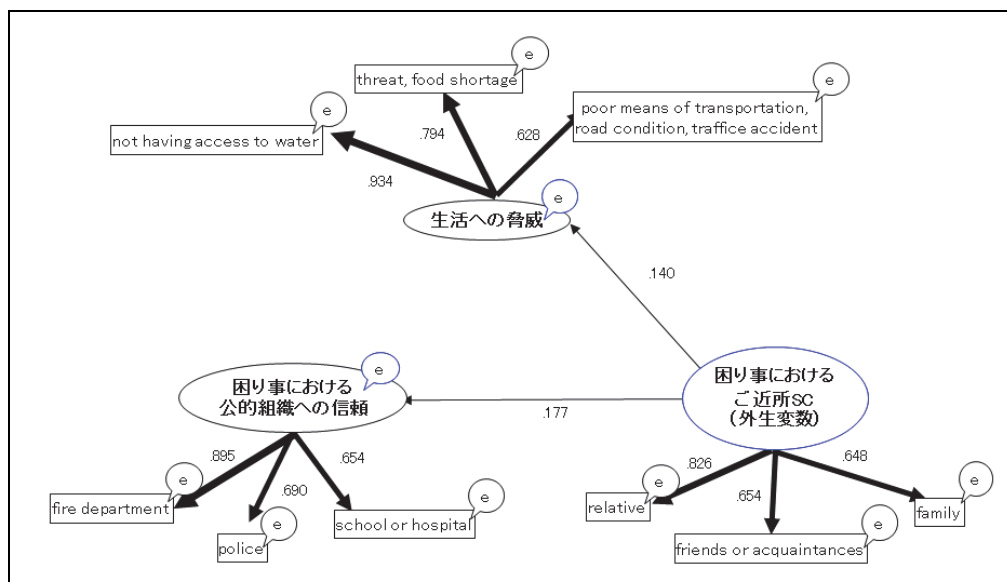 e
threat, food shortage
e
poor means of transportation,
road condition, traffice accident
e
not having access to water
.794
.628
.934
e
生活への脅威
.140
e
困り事における
公的組織への信頼
困り事における
ご近所SC
(外生変数)
.177
.895
.654
.690
.826
.654
.648
e
fire department
e
school or hospital
e
police
e
relative
e
family
e
friends or acquaintances